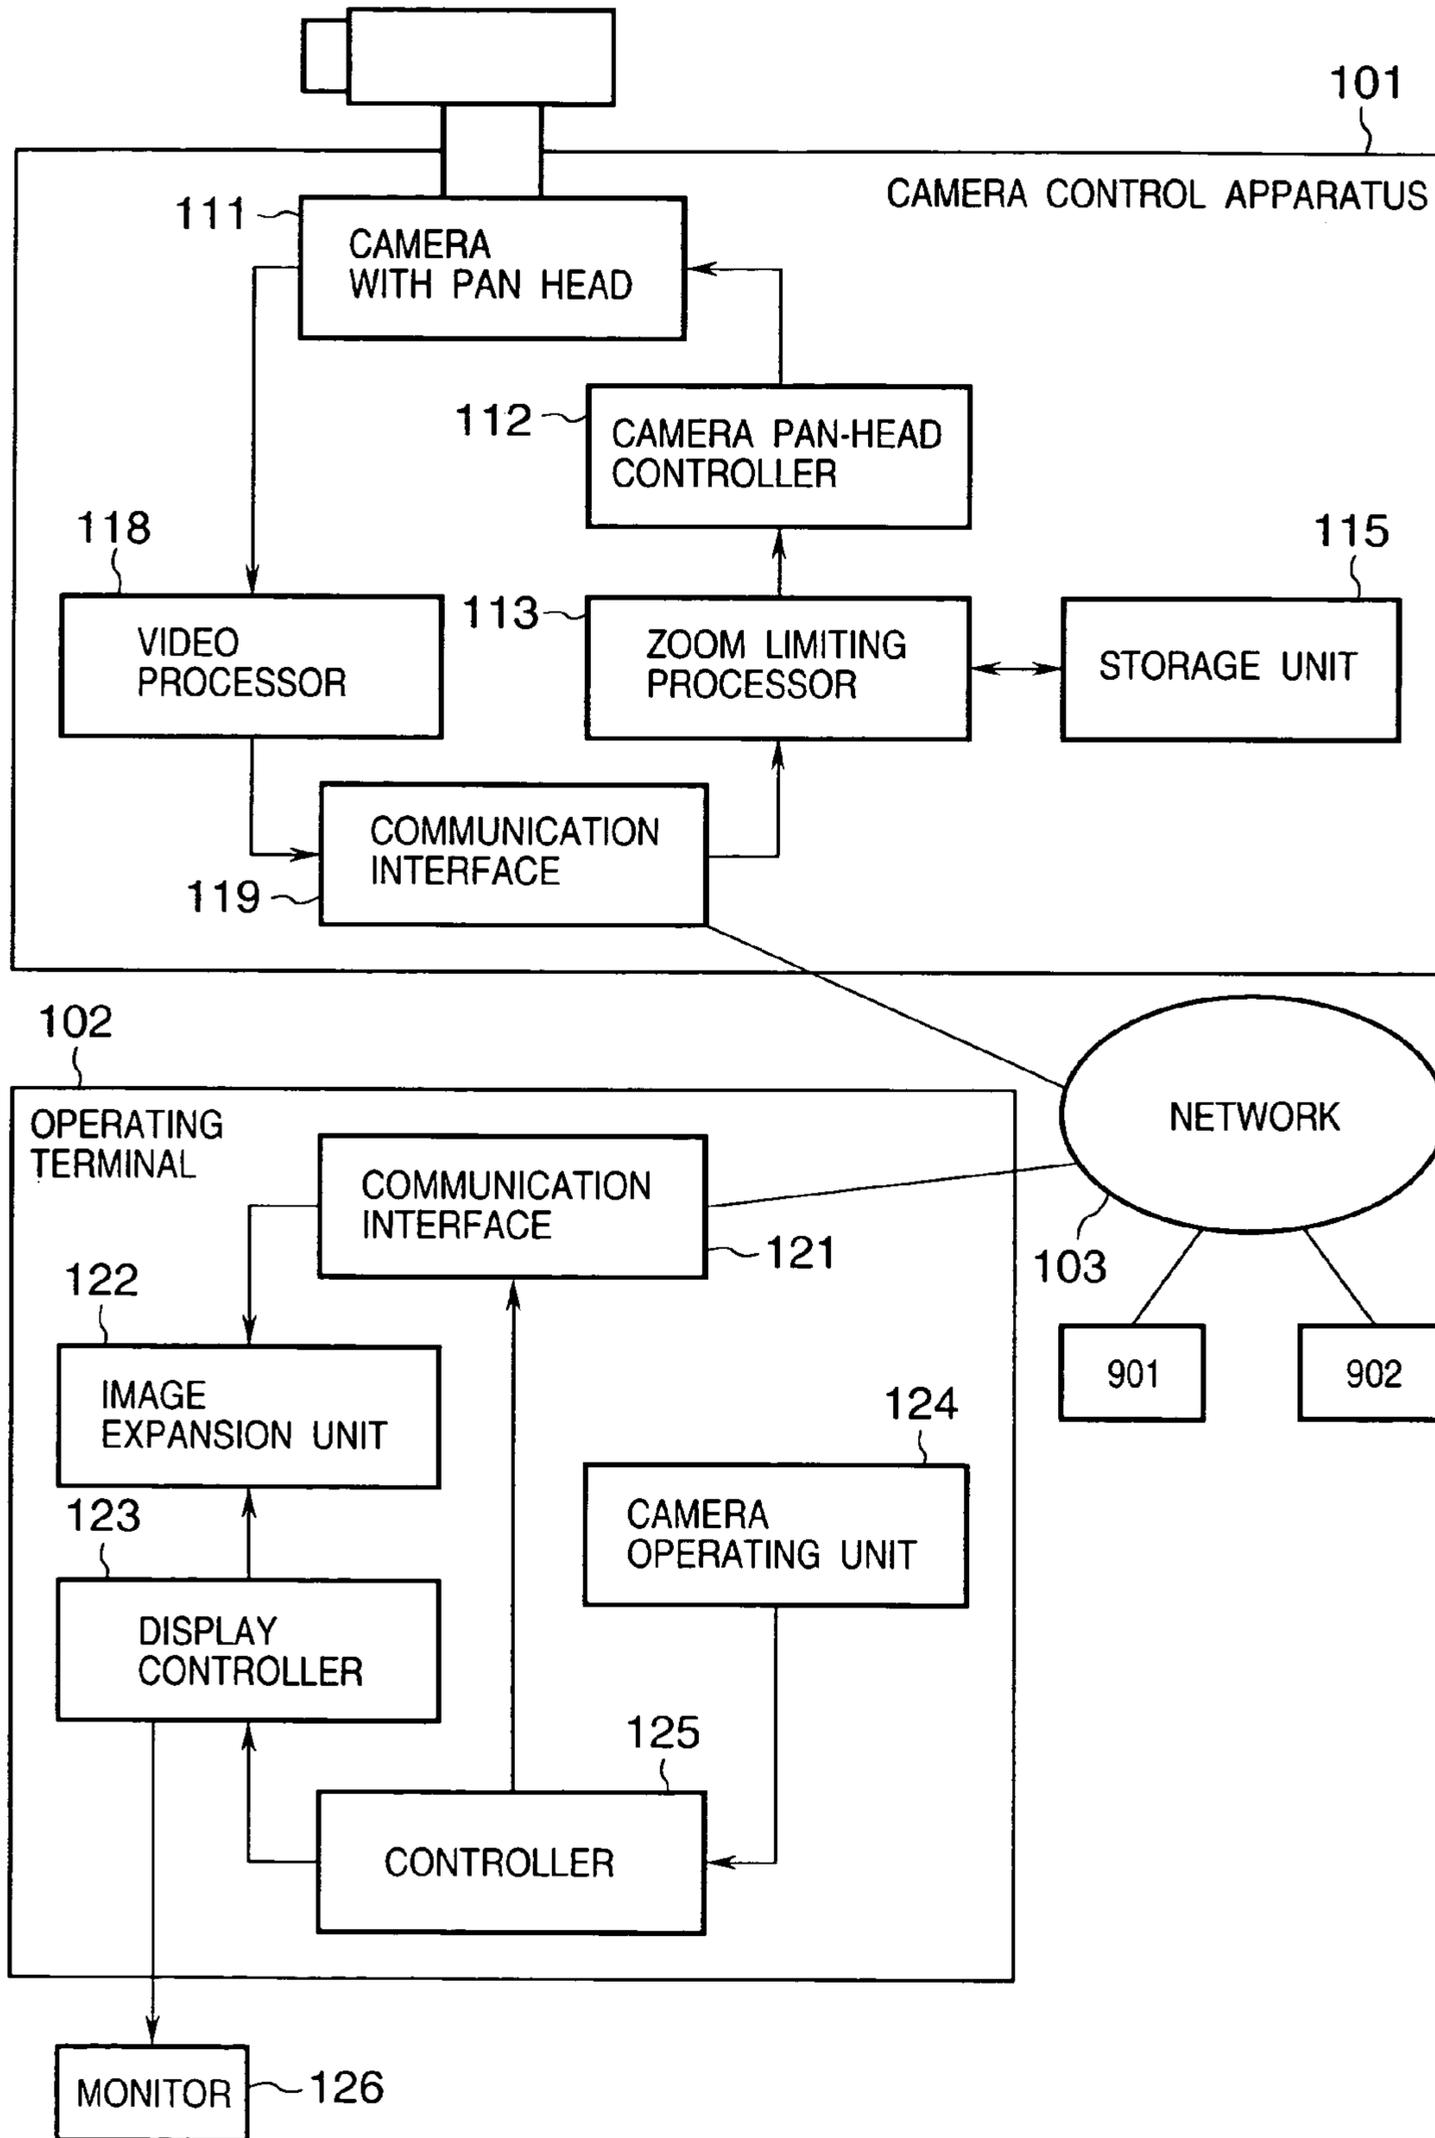 101
CAMERA CONTROL APPARATUS
111
CAMERA
WITH PAN HEAD
112
CAMERA PAN-HEAD
CONTROLLER
118
VIDEO
PROCESSOR
113
ZOOM LIMITING
PROCESSOR
115
STORAGE UNIT
COMMUNICATION
INTERFACE
119
102
OPERATING
TERMINAL
NETWORK
103
COMMUNICATION
INTERFACE
121
122
IMAGE
EXPANSION UNIT
901
902
124
CAMERA
OPERATING UNIT
123
DISPLAY
CONTROLLER
125
CONTROLLER
MONITOR
126